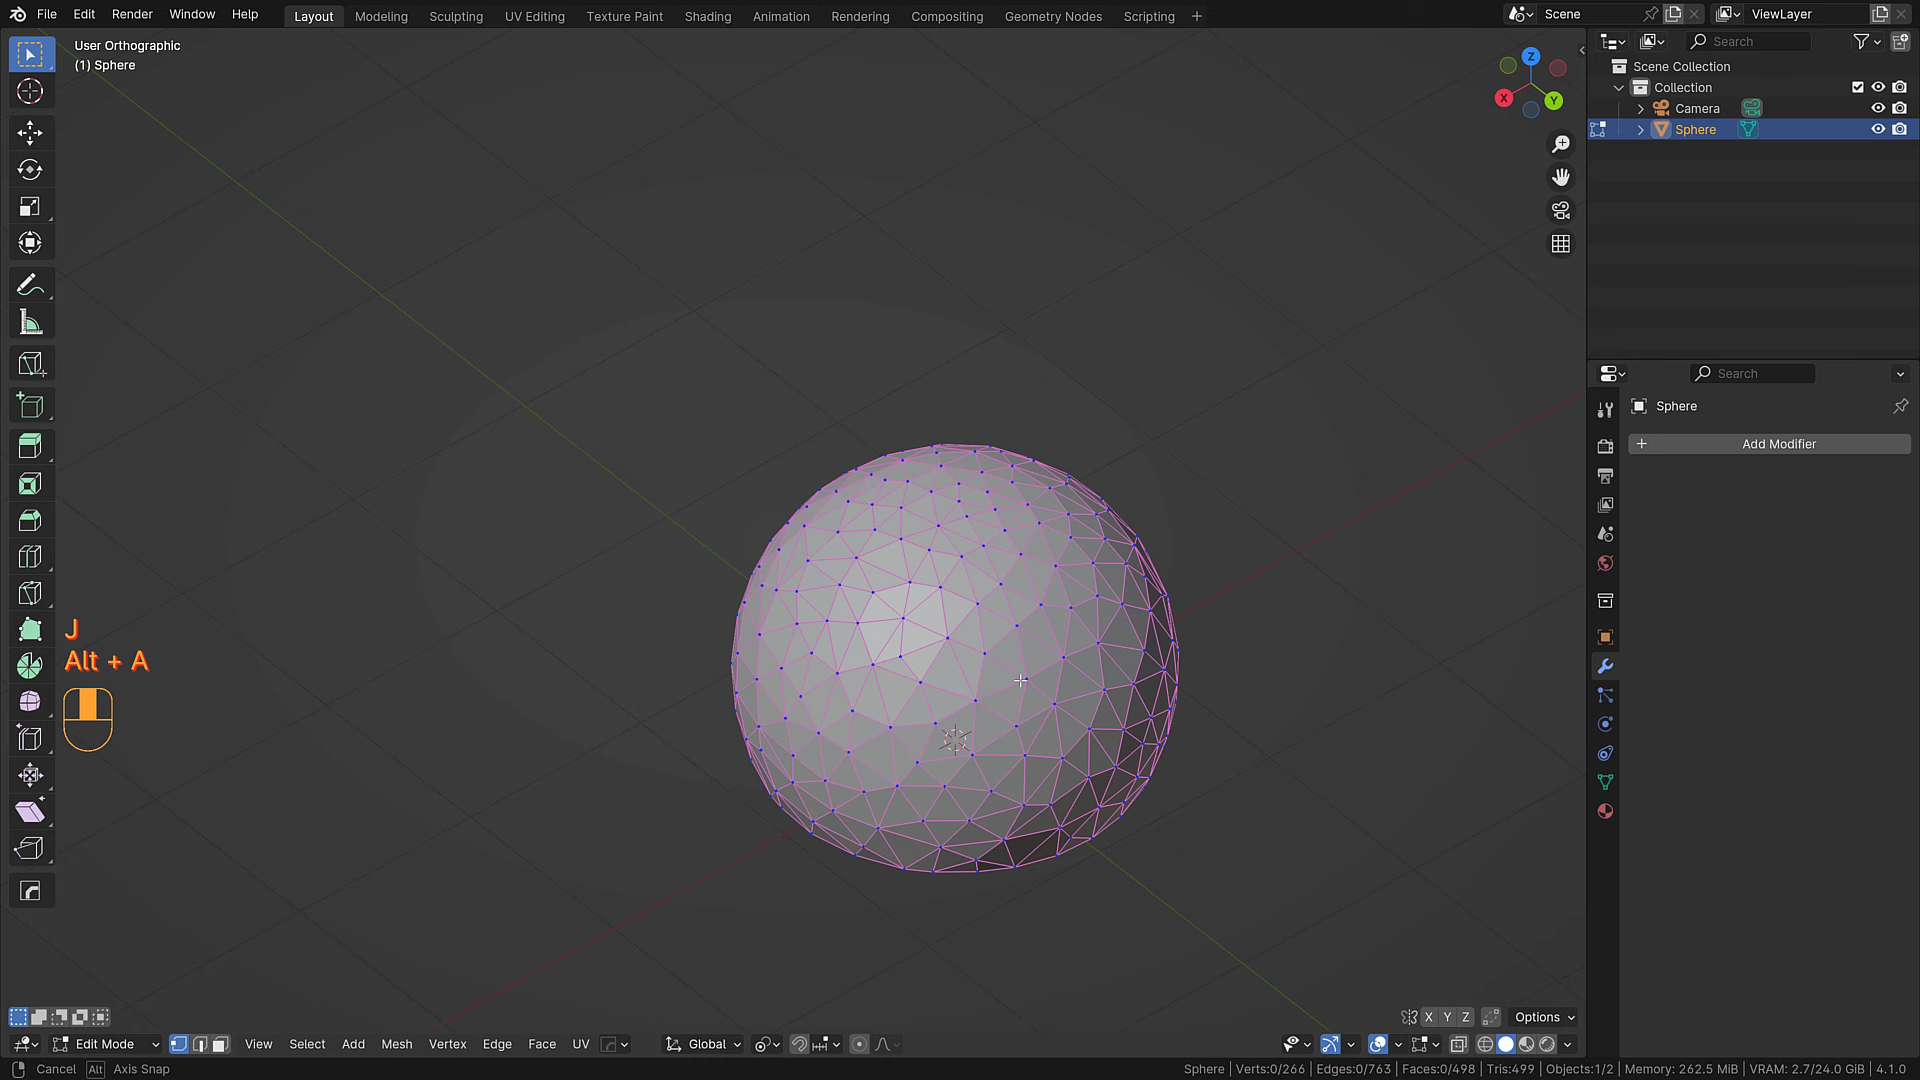 File Edit Render Window Help Layout Modeling Sculpting UV Editing Texture Paint Shading Animation Rendering Compositing Geometry Nodes Scripting + Scene ViewLayer
User Orthographic
(1) Sphere
Z
X
Y
Search
Scene Collection
Collection
Camera
Sphere
Search
Sphere
+ Add Modifier
J
Alt + A
X Y Z Options
Edit Mode View Select Add Mesh Vertex Edge Face UV Global
Cancel Alt Axis Snap Sphere | Verts:0/266 | Edges:0/763 | Faces:0/498 | Tris:499 | Objects:1/2 | Memory: 262.5 MiB | VRAM: 2.7/24.0 GiB | 4.1.0